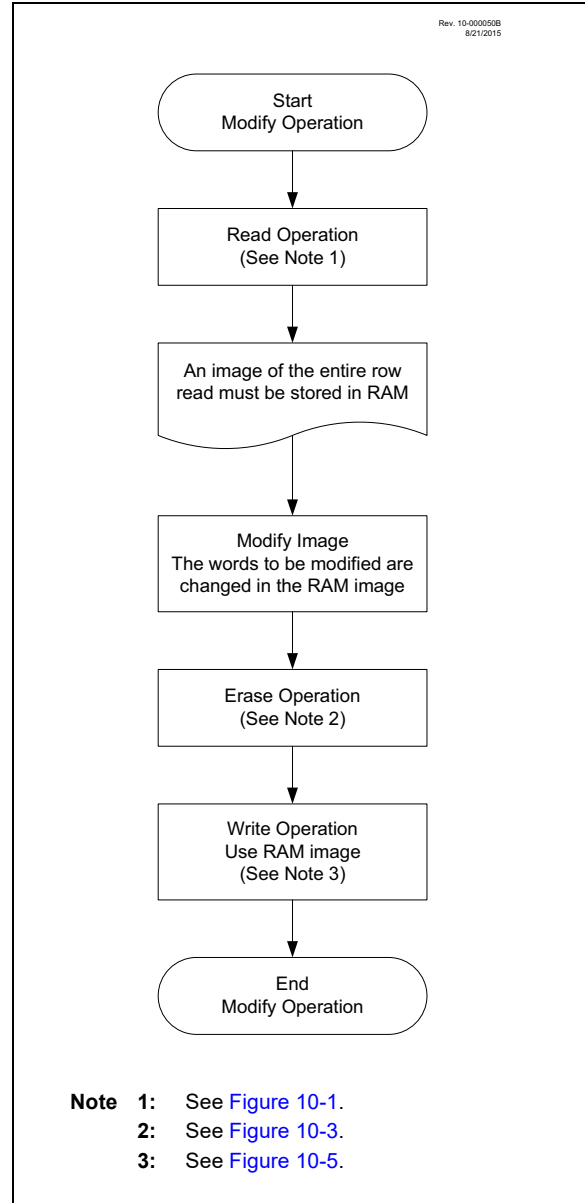 Rev. 10-000050B
8/21/2015
Start
Modify Operation
Read Operation
(See Note 1)
An image of the entire row
read must be stored in RAM
Modify Image
The words to be modified are
changed in the RAM image
Erase Operation
(See Note 2)
Write Operation
Use RAM image
(See Note 3)
End
Modify Operation
Note 1: See Figure 10-1.
2: See Figure 10-3.
3: See Figure 10-5.